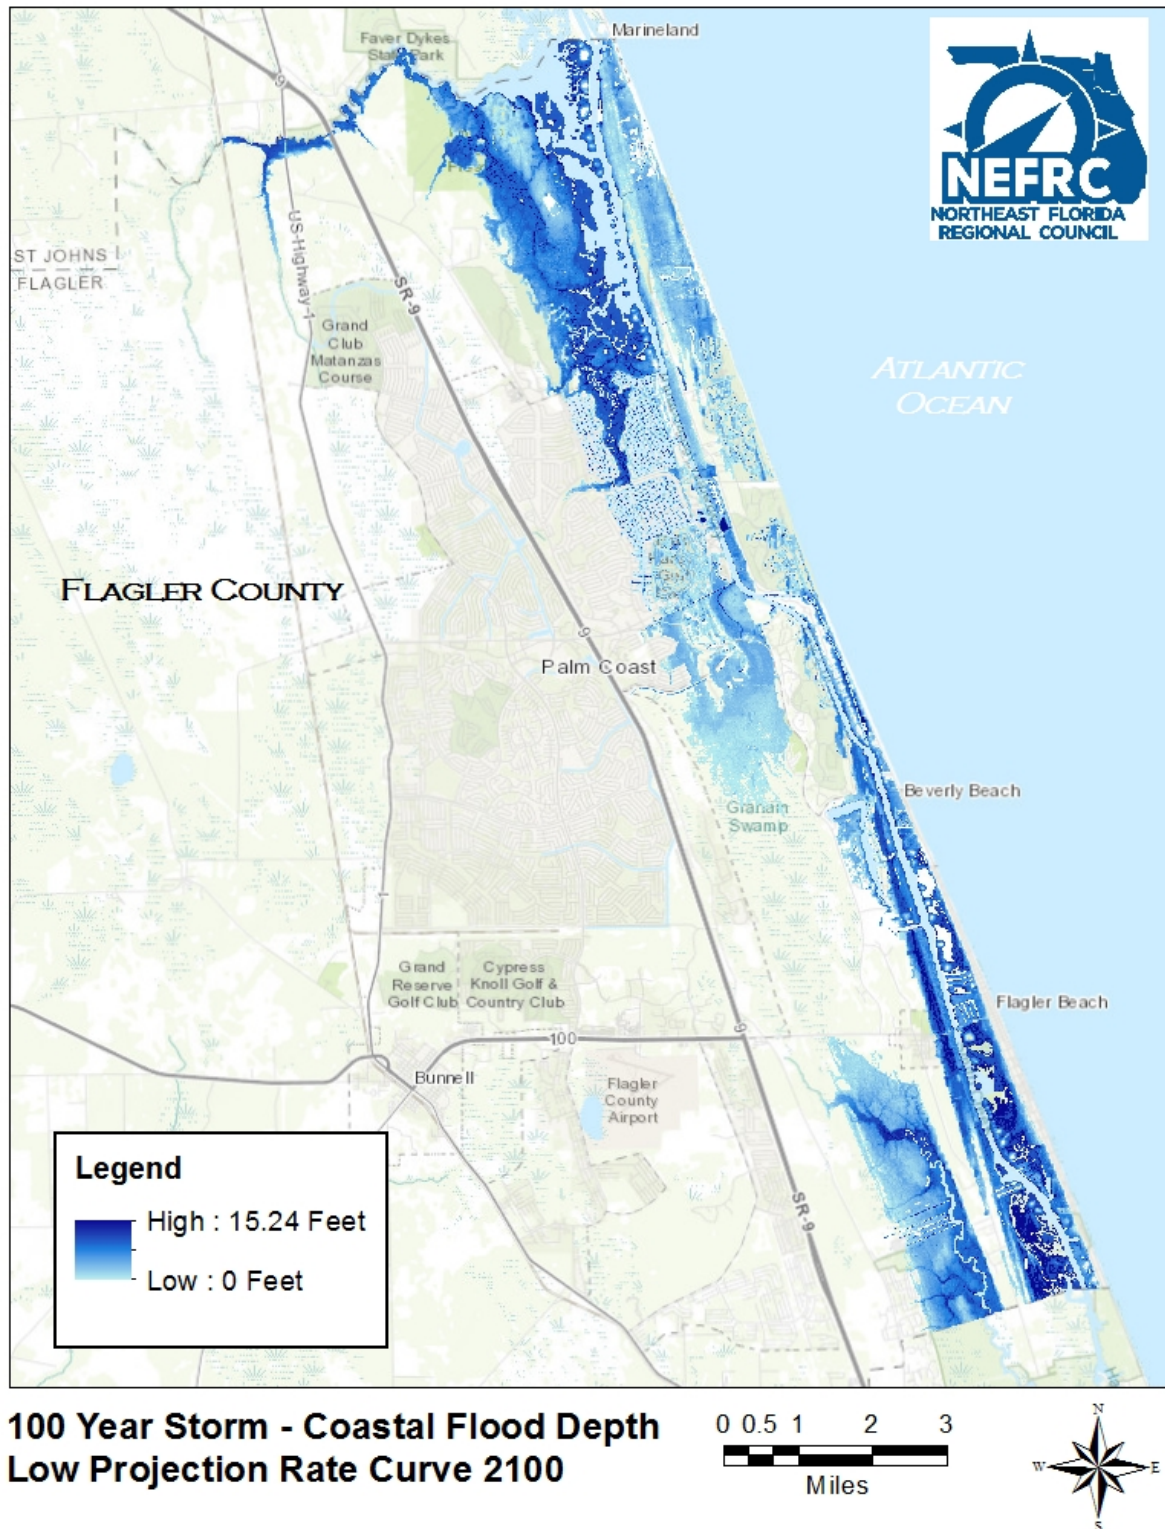 Marineland
Faver Dykes
State Park
9
NEFRC
NORTHEAST FLORIDA
REGIONAL COUNCIL
ST JOHNS
FLAGLER
US-Highway-1
SR-9
Grand
Club
Matanzas
Course
ATLANTIC
OCEAN
FLAGLER COUNTY
9
Palm Coast
Beverly Beach
Graham
Swamp
1
Grand
Reserve
Golf Club
Cypress
Knoll Golf &
Country Club
Flagler Beach
9
100
Bunnell
Flagler
County
Airport
SR-9
Legend
High : 15.24 Feet
Low : 0 Feet
100 Year Storm - Coastal Flood Depth
Low Projection Rate Curve 2100
0 0.5 1 2 3
Miles
N
W
E
S